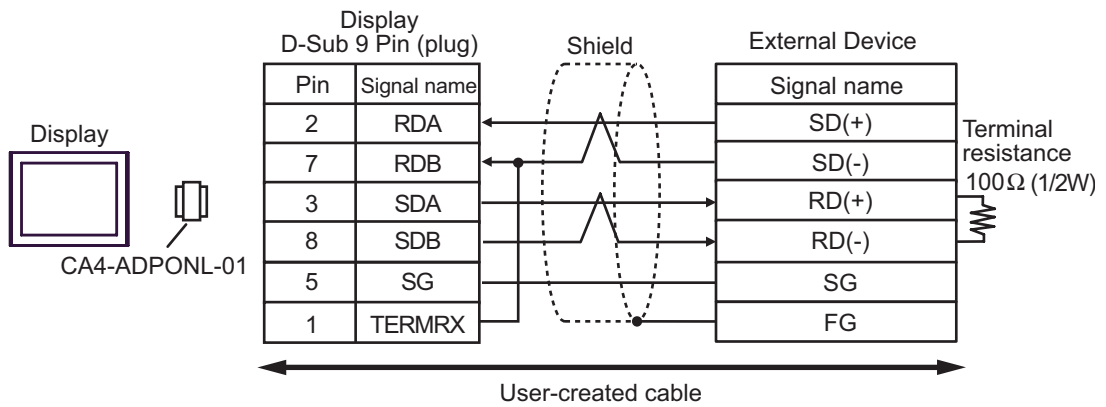 Display
D-Sub 9 Pin (plug)
Shield
External Device
Pin Signal name
Signal name
2 RDA
SD(+)
7 RDB
SD(-)
3 SDA
RD(+)
8 SDB
RD(-)
5 SG
SG
1 TERMRX
FG
Terminal
resistance
100Ω (1/2W)
Display
CA4-ADPONL-01
User-created cable